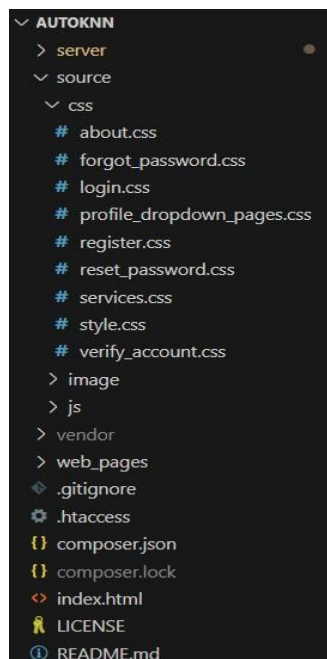 AUTOKNN
server
source
css
# about.css
# forgot_password.css
# login.css
# profile_dropdown_pages.css
# register.css
# reset_password.css
# services.css
# style.css
# verify_account.css
image
js
vendor
web_pages
.gitignore
.htaccess
{} composer.json
{} composer.lock
<> index.html
LICENSE
README.md